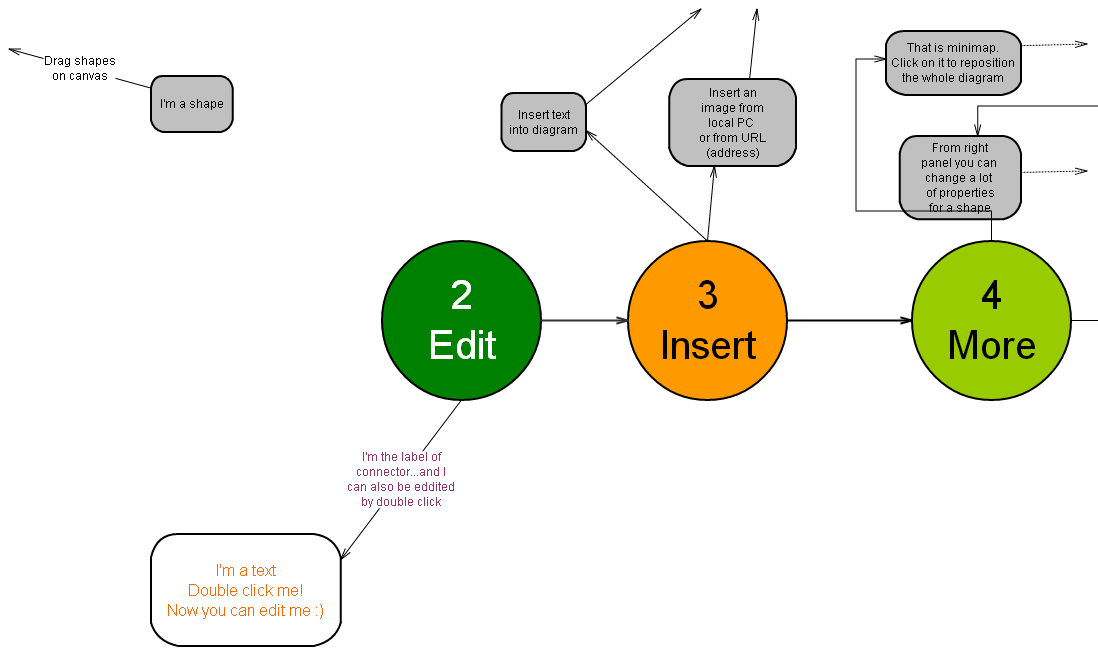 Drag shapes
on canvas
I'm a shape
Insert text
into diagram
Insert an
image from
local PC
or from URL
(address)
That is minimap.
Click on it to reposition
the whole diagram
From right
panel you can
change a lot
of properties
for a shape
2
Edit
3
Insert
4
More
I'm the label of
connector...and I
can also be eddited
by double click
I'm a text
Double click me!
Now you can edit me :)